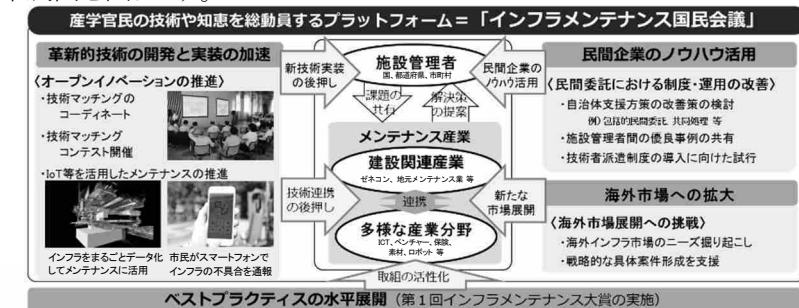 産学官民の技術や知恵を総動員するプラットフォーム＝「インフラメンテナンス国民会議」
革新的技術の開発と実装の加速
〈オープンイノベーションの推進〉
・技術マッチングの
コーディネート
・技術マッチング
コンテスト開催
・IoT等を活用したメンテナンスの推進
インフラをまるごとデータ化
してメンテナンスに活用
市民がスマートフォンで
インフラの不具合を通報
新技術実装
の後押し
施設管理者
国、都道府県、市町村
民間企業の
ノウハウ活用
課題の
共有
解決策
の提案
メンテナンス産業
建設関連産業
ゼネコン、地元メンテナンス業 等
技術連携
の後押し
連携
新たな
市場展開
多様な産業分野
ICT、ベンチャー、保険、
素材、ロボット 等
取組の活性化
民間企業のノウハウ活用
〈民間委託における制度・運用の改善〉
・自治体支援方策の改善策の検討
例）包括的民間委託、共同処理 等
・施設管理者間の優良事例の共有
・技術者派遣制度の導入に向けた試行
海外市場への拡大
〈海外市場展開への挑戦〉
・海外インフラ市場のニーズ掘り起こし
・戦略的な具体案件形成を支援
ベストプラクティスの水平展開（第１回インフラメンテナンス大賞の実施）